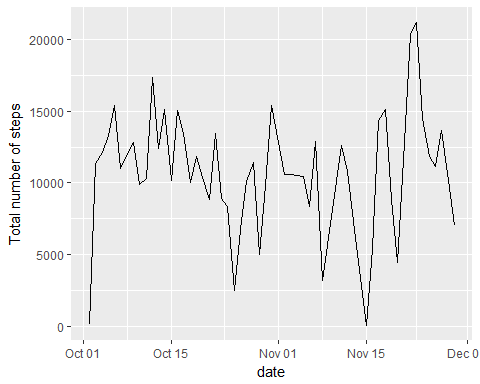 Total number of steps
20000
15000
10000
5000
0
Oct 01
Oct 15
Nov 01
Nov 15
Dec 0
date